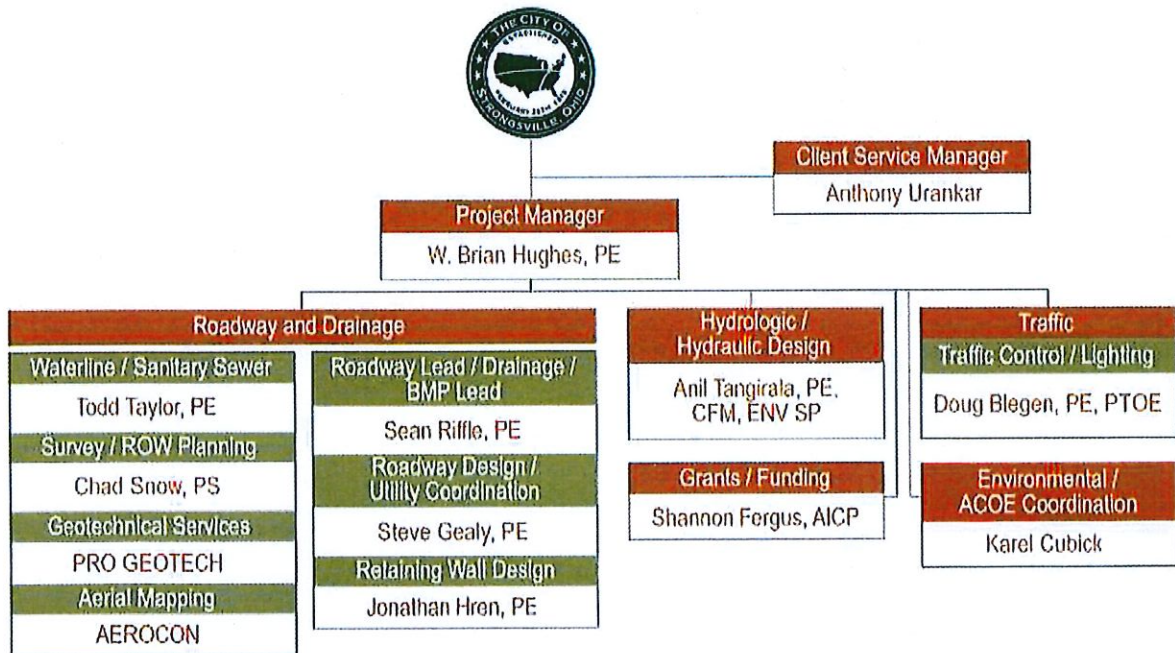 THE CITY OF
STRONGSVILLE, OHIO
ESTABLISHED
Client Service Manager
Anthony Urankar
Project Manager
W. Brian Hughes, PE
Roadway and Drainage
Waterline / Sanitary Sewer
Todd Taylor, PE
Survey / ROW Planning
Chad Snow, PS
Geotechnical Services
PRO GEOTECH
Aerial Mapping
AEROCON
Roadway Lead / Drainage /
BMP Lead
Sean Riffle, PE
Roadway Design /
Utility Coordination
Steve Gealy, PE
Retaining Wall Design
Jonathan Hren, PE
Hydrologic /
Hydraulic Design
Anil Tangirala, PE,
CFM, ENV SP
Grants / Funding
Shannon Fergus, AICP
Traffic
Traffic Control / Lighting
Doug Blegen, PE, PTOE
Environmental /
ACOE Coordination
Karel Cubick